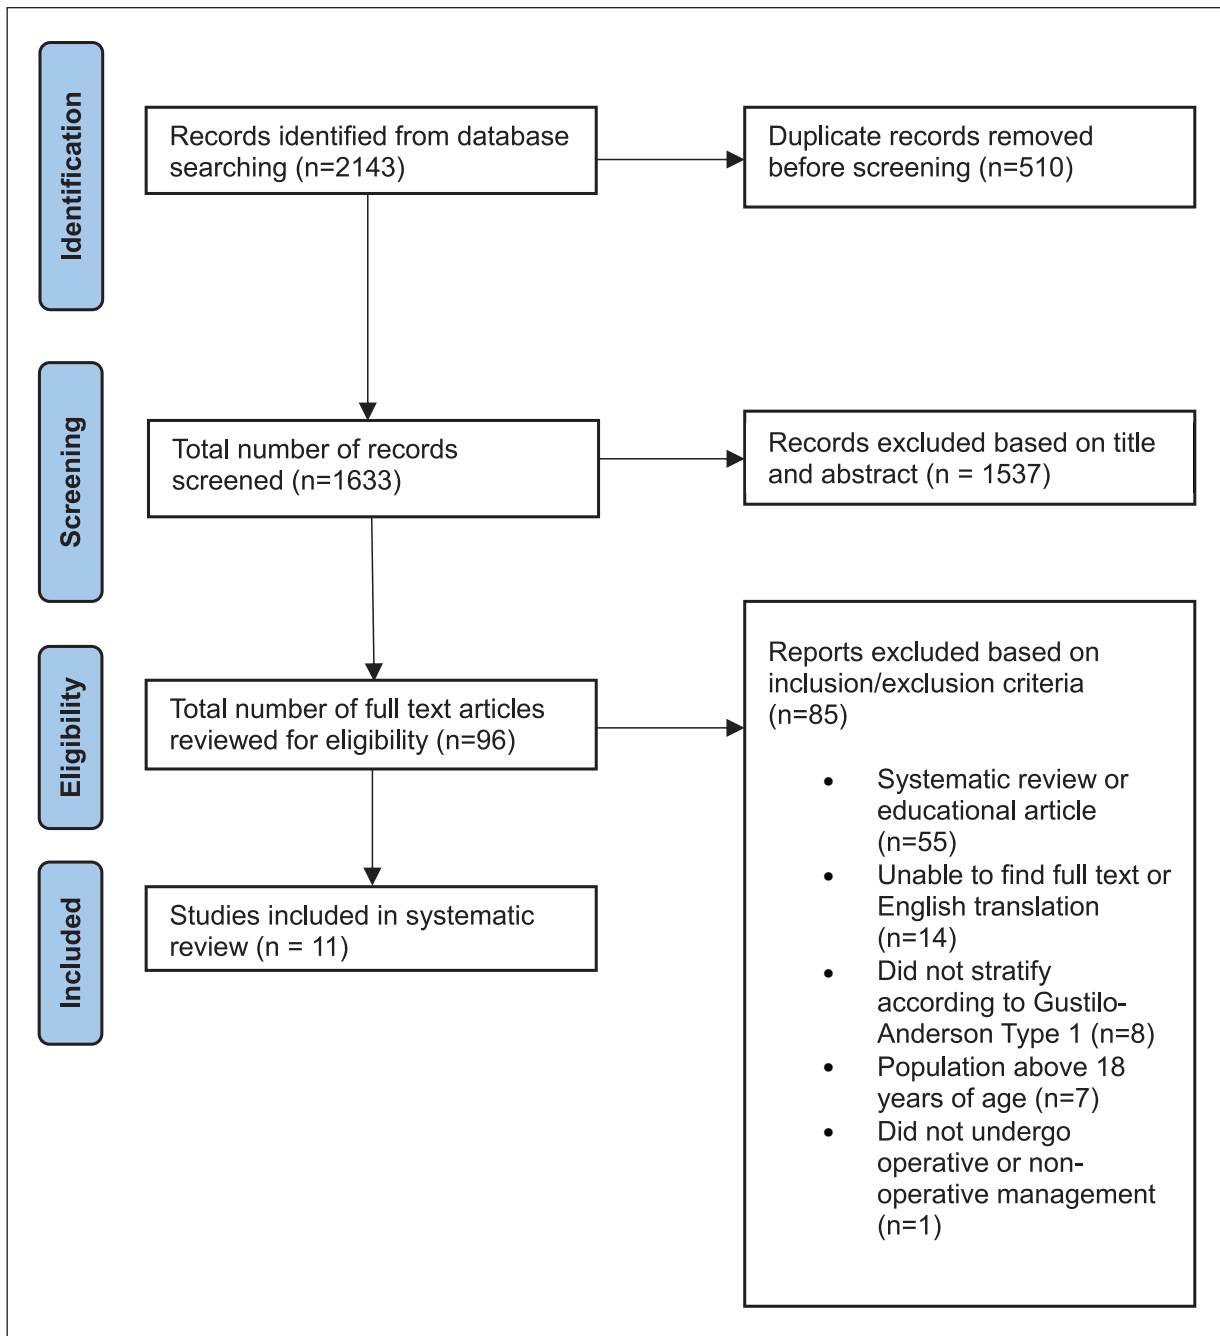 Identification
Records identified from database
searching (n=2143)
Duplicate records removed
before screening (n=510)
Screening
Total number of records
screened (n=1633)
Records excluded based on title
and abstract (n = 1537)
Eligibility
Total number of full text articles
reviewed for eligibility (n=96)
Reports excluded based on
inclusion/exclusion criteria
(n=85)
• Systematic review or
educational article
(n=55)
• Unable to find full text or
English translation
(n=14)
• Did not stratify
according to Gustilo-
Anderson Type 1 (n=8)
• Population above 18
years of age (n=7)
• Did not undergo
operative or non-
operative management
(n=1)
Included
Studies included in systematic
review (n = 11)